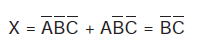 X = A̅B̅C̅ + AB̅C̅ = B̅C̅